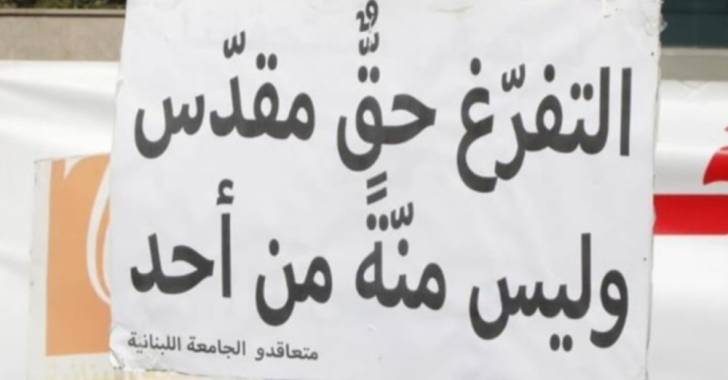 التفرّغ حقٌّ مقدّس
وليس منّةً من أحد
متعاقدو الجامعة اللبنانية